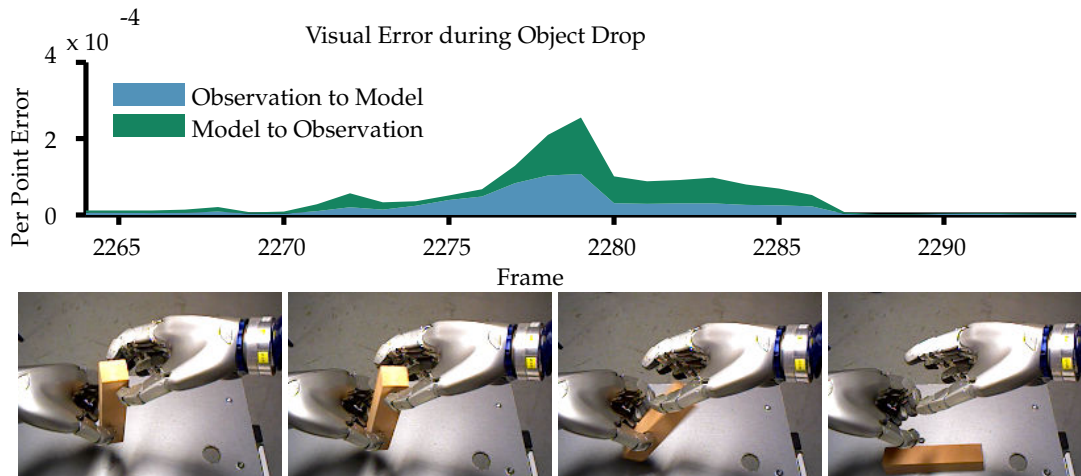 -4
x 10
Visual Error during Object Drop
4
2
0
Per Point Error
Observation to Model
Model to Observation
2265 2270 2275 2280 2285 2290
Frame